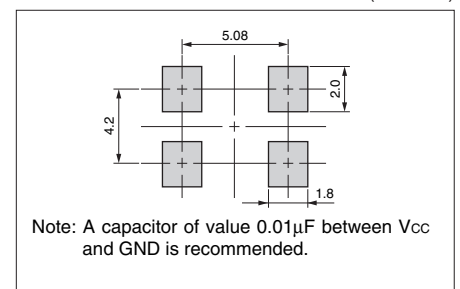 5.08
2.0
4.2
1.8
Note: A capacitor of value 0.01μF between Vcc
and GND is recommended.